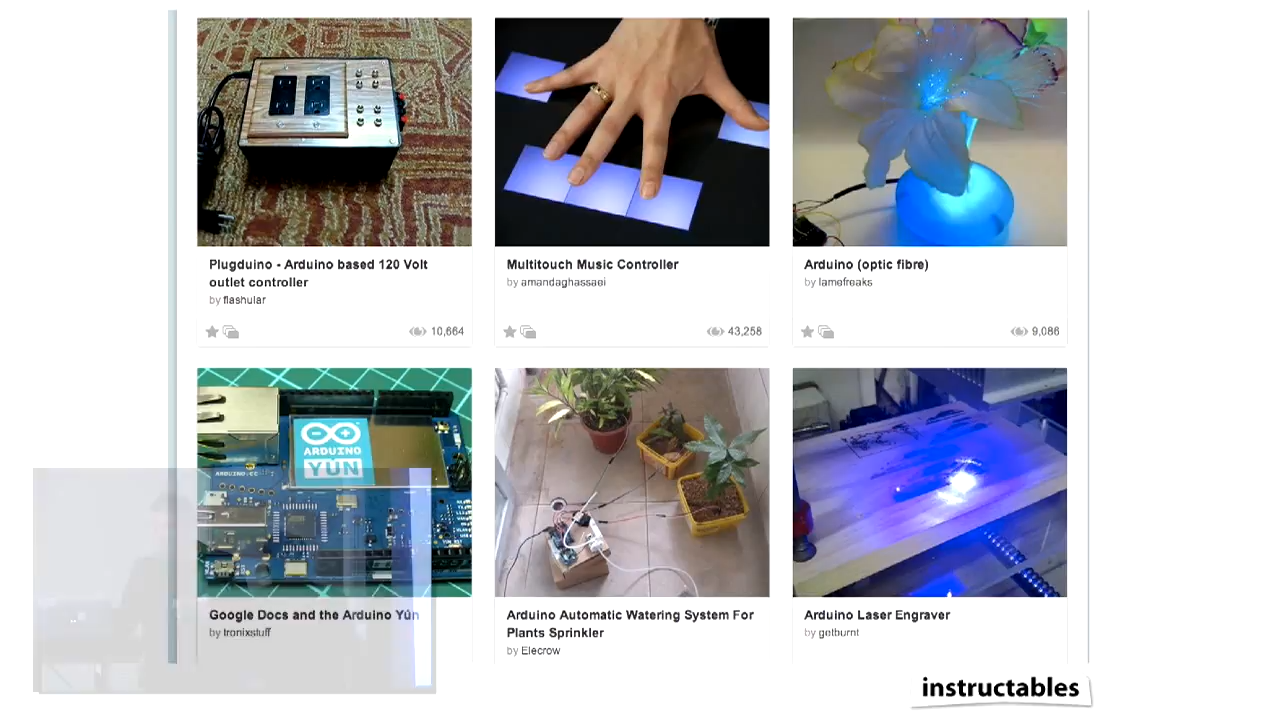 Plugduino - Arduino based 120 Volt
outlet controller
by flashular
10,664
Multitouch Music Controller
by amandaghassaei
43,258
Arduino (optic fibre)
by lamefreaks
9,086
ARDUINO
YÚN
ARDUINO.CC
Google Docs and the Arduino Yún
by tronixstuff
Arduino Automatic Watering System For
Plants Sprinkler
by Elecrow
Arduino Laser Engraver
by getburnt
instructables